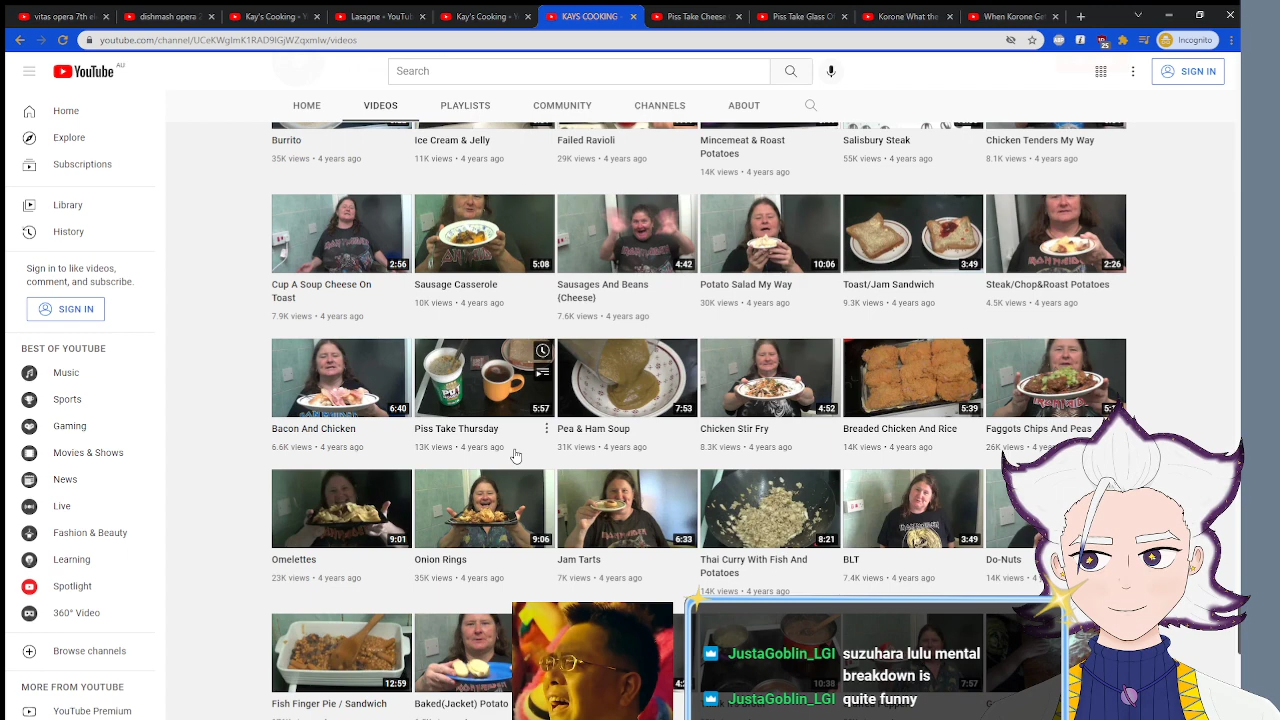 vitas opera 7th e
dishmash opera 2
Kay's Cooking - Y
Lasagne - YouTub
Kay's Cooking - Y
KAYS COOKING -
Piss Take Cheese
Piss Take Glass O
Korone What the
When Korone Get
youtube.com/channel/UCeKWgImK1RAD9IGjWZqxmIw/videos
Incognito
YouTube AU
Search
SIGN IN
HOME
VIDEOS
PLAYLISTS
COMMUNITY
CHANNELS
ABOUT
Home
Explore
Subscriptions
Library
History
Sign in to like videos,
comment, and subscribe.
SIGN IN
BEST OF YOUTUBE
Music
Sports
Gaming
Movies & Shows
News
Live
Fashion & Beauty
Learning
Spotlight
360° Video
Browse channels
MORE FROM YOUTUBE
YouTube Premium
Burrito
35K views • 4 years ago
Ice Cream & Jelly
11K views • 4 years ago
Failed Ravioli
29K views • 4 years ago
Mincemeat & Roast
Potatoes
14K views • 4 years ago
Salisbury Steak
55K views • 4 years ago
Chicken Tenders My Way
8.1K views • 4 years ago
2:56
Cup A Soup Cheese On
Toast
7.9K views • 4 years ago
5:08
Sausage Casserole
10K views • 4 years ago
4:42
Sausages And Beans
{Cheese}
7.6K views • 4 years ago
10:06
Potato Salad My Way
30K views • 4 years ago
3:49
Toast/Jam Sandwich
9.3K views • 4 years ago
2:26
Steak/Chop&Roast Potatoes
4.5K views • 4 years ago
6:40
Bacon And Chicken
6.6K views • 4 years ago
5:57
Piss Take Thursday
13K views • 4 years ago
7:53
Pea & Ham Soup
31K views • 4 years ago
4:52
Chicken Stir Fry
8.3K views • 4 years ago
5:39
Breaded Chicken And Rice
14K views • 4 years ago
Faggots Chips And Peas
26K views • 4 years
9:01
Omelettes
23K views • 4 years ago
9:06
Onion Rings
35K views • 4 years ago
6:33
Jam Tarts
7K views • 4 years ago
8:21
Thai Curry With Fish And
Potatoes
14K views • 4 years ago
3:49
BLT
7.4K views • 4 years ago
Do-Nuts
14K
12:59
Fish Finger Pie / Sandwich
Baked(Jacket) Potato
10:38
7:57
JustaGoblin_LGI suzuhara lulu mental
breakdown is
JustaGoblin_LGI quite funny